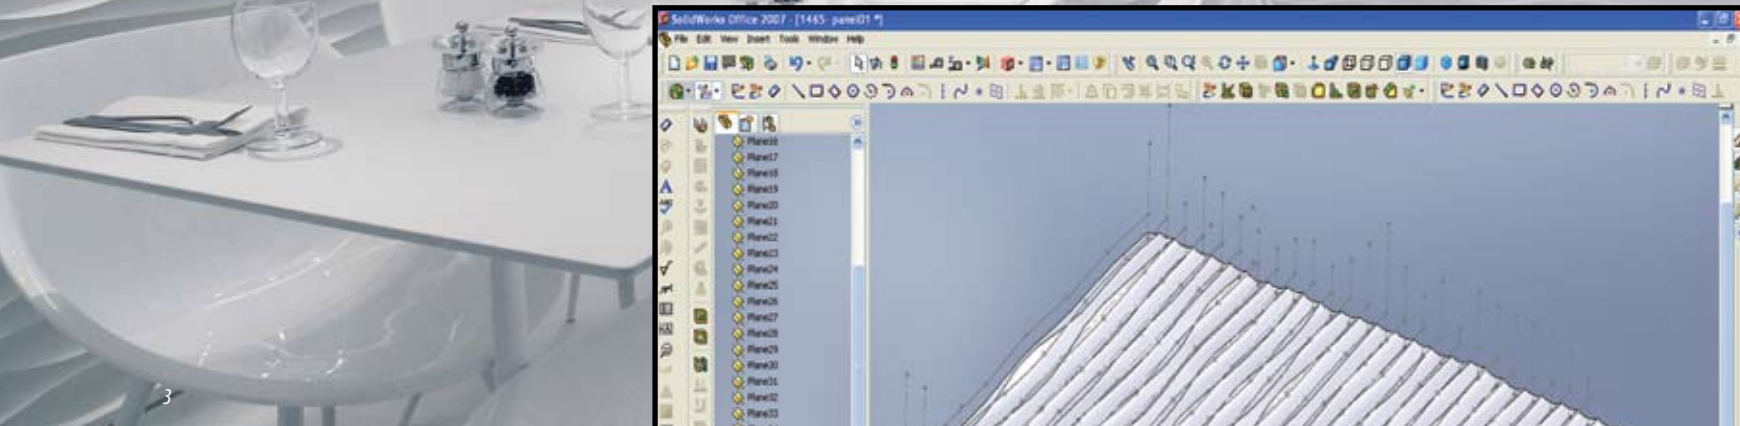 SolidWorks Office 2007 - [1465- panel01 *]
File Edit View Insert Tools Window Help
Plane16
Plane17
Plane18
Plane19
Plane20
Plane21
Plane22
Plane23
Plane24
Plane25
Plane26
Plane27
Plane28
Plane29
Plane30
Plane31
Plane32
Plane33
3